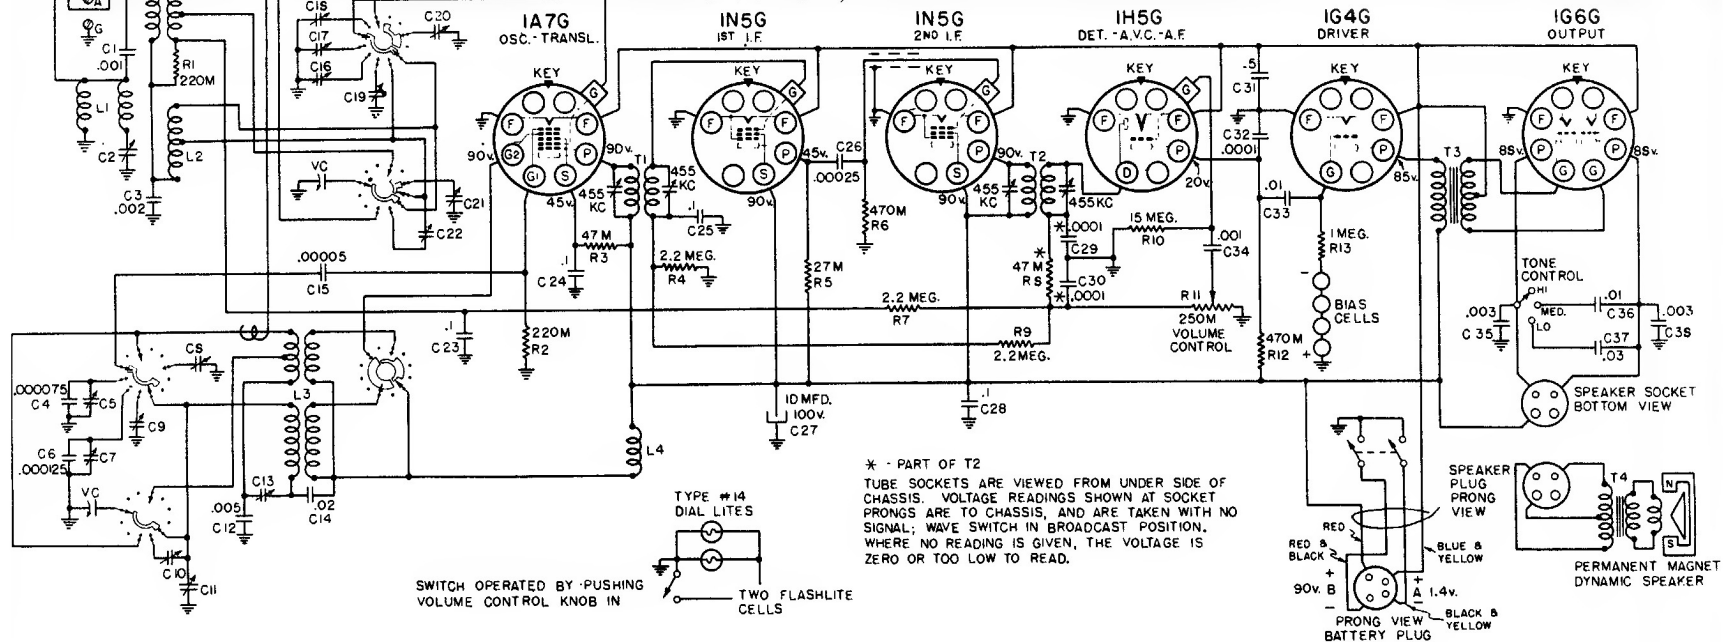 A
G
C1
.001
R1
220M
L1
C2
C3
.002
L2
C18
C17
C16
C19
C20
VC
C21
C22
1A7G
OSC.-TRANSL.
KEY
F
F
G
G2
P
G1
S
90v.
90v.
45v.
1N5G
1ST I.F.
KEY
F
F
G
P
S
45v.
90v.
1N5G
2ND I.F.
KEY
F
F
G
P
S
90v.
90v.
1H5G
DET.-A.V.C.-A.F.
KEY
F
F
G
D
P
20v.
1G4G
DRIVER
KEY
F
F
P
G
85v.
1G6G
OUTPUT
KEY
F
F
P
P
G
G
85v.
85v.
T1
455
KC
455
KC
.1
C25
47 M
R3
.1
C24
2.2 MEG.
R4
C26
.00025
470M
R6
27M
R5
T2
455
KC
455KC
*.0001
C29
*
47 M
R8
C30
*.0001
15 MEG.
R10
.001
C34
R11
250M
VOLUME
CONTROL
.5
C31
C32
.0001
.01
C33
1MEG.
R13
BIAS
CELLS
-
+
470M
R12
T3
TONE
CONTROL
HI
MED.
LO
.003
C35
.01
C36
C37
.03
.003
C38
SPEAKER SOCKET
BOTTOM VIEW
.00005
C15
.1
C23
220M
R2
2.2 MEG.
R7
R9
2.2MEG.
.000075
C4
C5
C8
C9
C6
.000125
C7
VC
C10
C11
L3
C13
.005
C12
.02
C14
L4
10 MFD.
100v.
C27
.1
C28
* - PART OF T2
TUBE SOCKETS ARE VIEWED FROM UNDER SIDE OF
CHASSIS. VOLTAGE READINGS SHOWN AT SOCKET
PRONGS ARE TO CHASSIS, AND ARE TAKEN WITH NO
SIGNAL; WAVE SWITCH IN BROADCAST POSITION.
WHERE NO READING IS GIVEN, THE VOLTAGE IS
ZERO OR TOO LOW TO READ.
TYPE #14
DIAL LITES
SWITCH OPERATED BY PUSHING
VOLUME CONTROL KNOB IN
TWO FLASHLITE
CELLS
RED
RED &
BLACK
BLUE &
YELLOW
+
90v. B
-
+
A 1.4v.
-
BLACK &
YELLOW
PRONG VIEW
BATTERY PLUG
SPEAKER
PLUG
PRONG
VIEW
T4
N
S
PERMANENT MAGNET
DYNAMIC SPEAKER